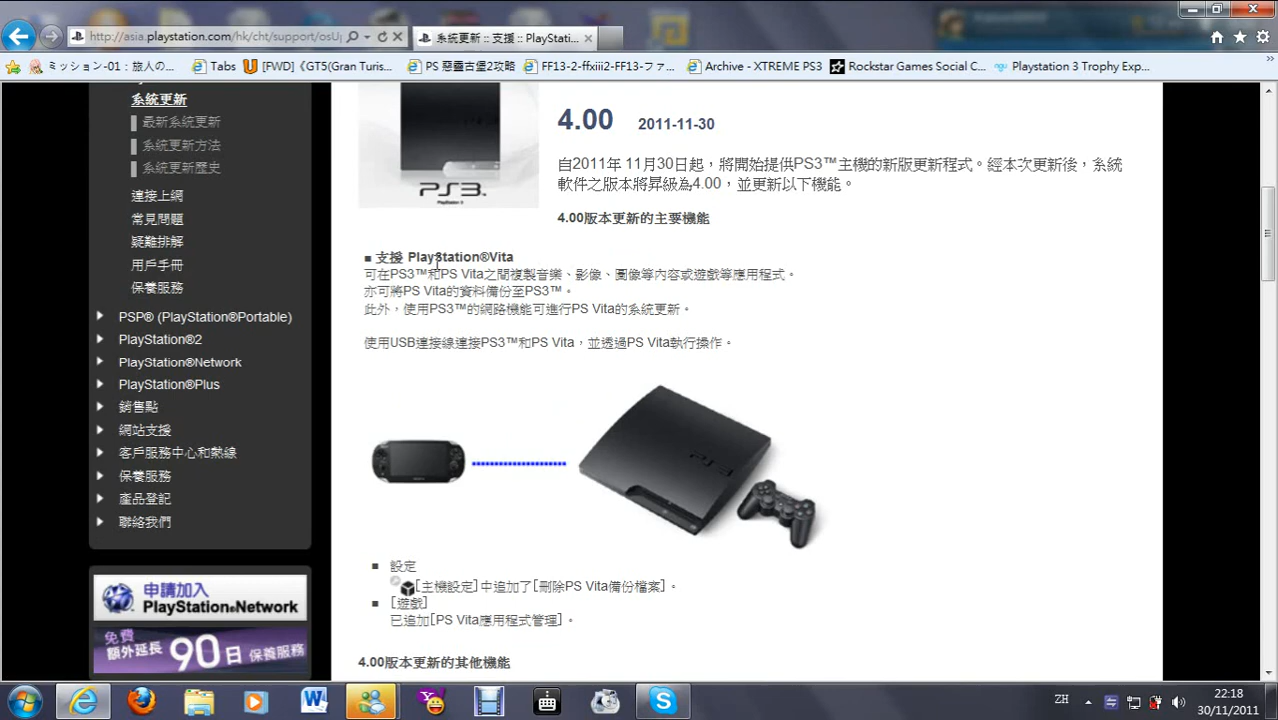 http://asia.playstation.com/hk/cht/support/osU
系統更新 :: 支援 :: PlayStati...
ミッション-01：旅人の...
Tabs
[FWD]《GT5(Gran Turis...
PS 惡靈古堡2攻略
FF13-2-ffxiii2-FF13-ファ...
Archive - XTREME PS3
Rockstar Games Social C...
Playstation 3 Trophy Exp...
系統更新
最新系統更新
系統更新方法
系統更新歷史
連接上網
常見問題
疑難排解
用戶手冊
保養服務
PSP® (PlayStation®Portable)
PlayStation®2
PlayStation®Network
PlayStation®Plus
銷售點
網站支援
客戶服務中心和熱線
保養服務
產品登記
聯絡我們
申請加入
PlayStation®Network
免費
額外延長 90日 保養服務
PS3
PlayStation 3
4.00 2011-11-30
自2011年 11月30日起，將開始提供PS3™主機的新版更新程式。經本次更新後，系統
軟件之版本將昇級為4.00，並更新以下機能。
4.00版本更新的主要機能
■ 支援 PlayStation®Vita
可在PS3™和PS Vita之間複製音樂、影像、圖像等內容或遊戲等應用程式。
亦可將PS Vita的資料備份至PS3™。
此外，使用PS3™的網路機能可進行PS Vita的系統更新。
使用USB連接線連接PS3™和PS Vita，並透過PS Vita執行操作。
PS3
■ 設定
[主機設定]中追加了[刪除PS Vita備份檔案]。
■ [遊戲]
已追加[PS Vita應用程式管理]。
4.00版本更新的其他機能
ZH
22:18
30/11/2011